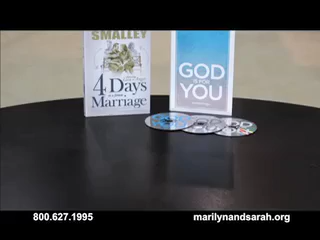 SMALLEY
4 Days
Marriage
GOD
IS FOR
YOU
800.627.1995
marilynandsarah.org